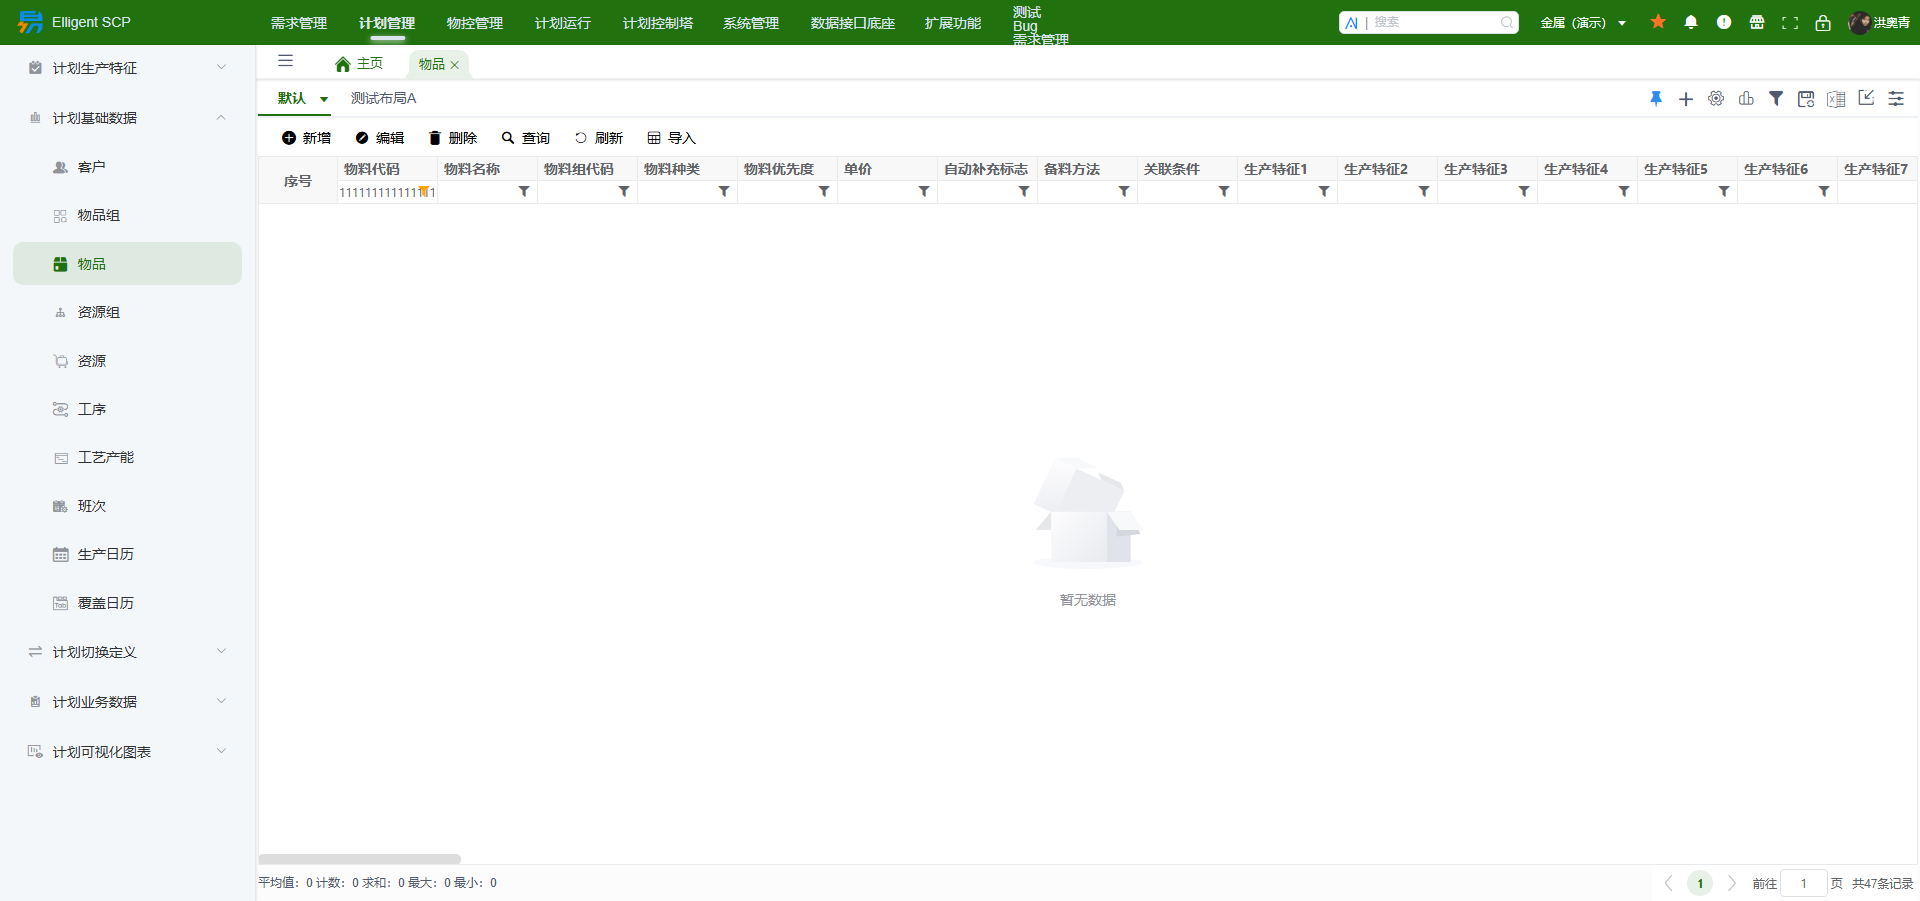 Elligent SCP
需求管理 计划管理 物控管理 计划运行 计划控制塔 系统管理 数据接口底座 扩展功能 测试Bug需求管理
AI | 搜索
金属（演示）
洪奥青
计划生产特征
计划基础数据
客户
物品组
物品
资源组
资源
工序
工艺产能
班次
生产日历
覆盖日历
计划切换定义
计划业务数据
计划可视化图表
主页 物品
默认 测试布局A
新增 编辑 删除 查询 刷新 导入
序号 物料代码 物料名称 物料组代码 物料种类 物料优先度 单价 自动补充标志 备料方法 关联条件 生产特征1 生产特征2 生产特征3 生产特征4 生产特征5 生产特征6 生产特征7
暂无数据
平均值：0 计数：0 求和：0 最大：0 最小：0
1 前往 1 页 共47条记录